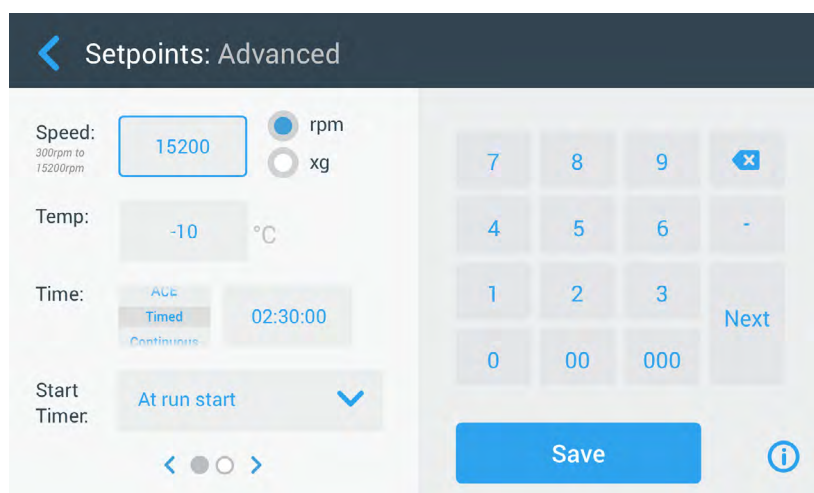 Setpoints: Advanced
Speed:
300rpm to
15200rpm
15200
rpm
xg
Temp:
-10
°C
Time:
ACE
Timed
Continuous
02:30:00
Start
Timer:
At run start
7 8 9
4 5 6 -
1 2 3
Next
0 00 000
Save